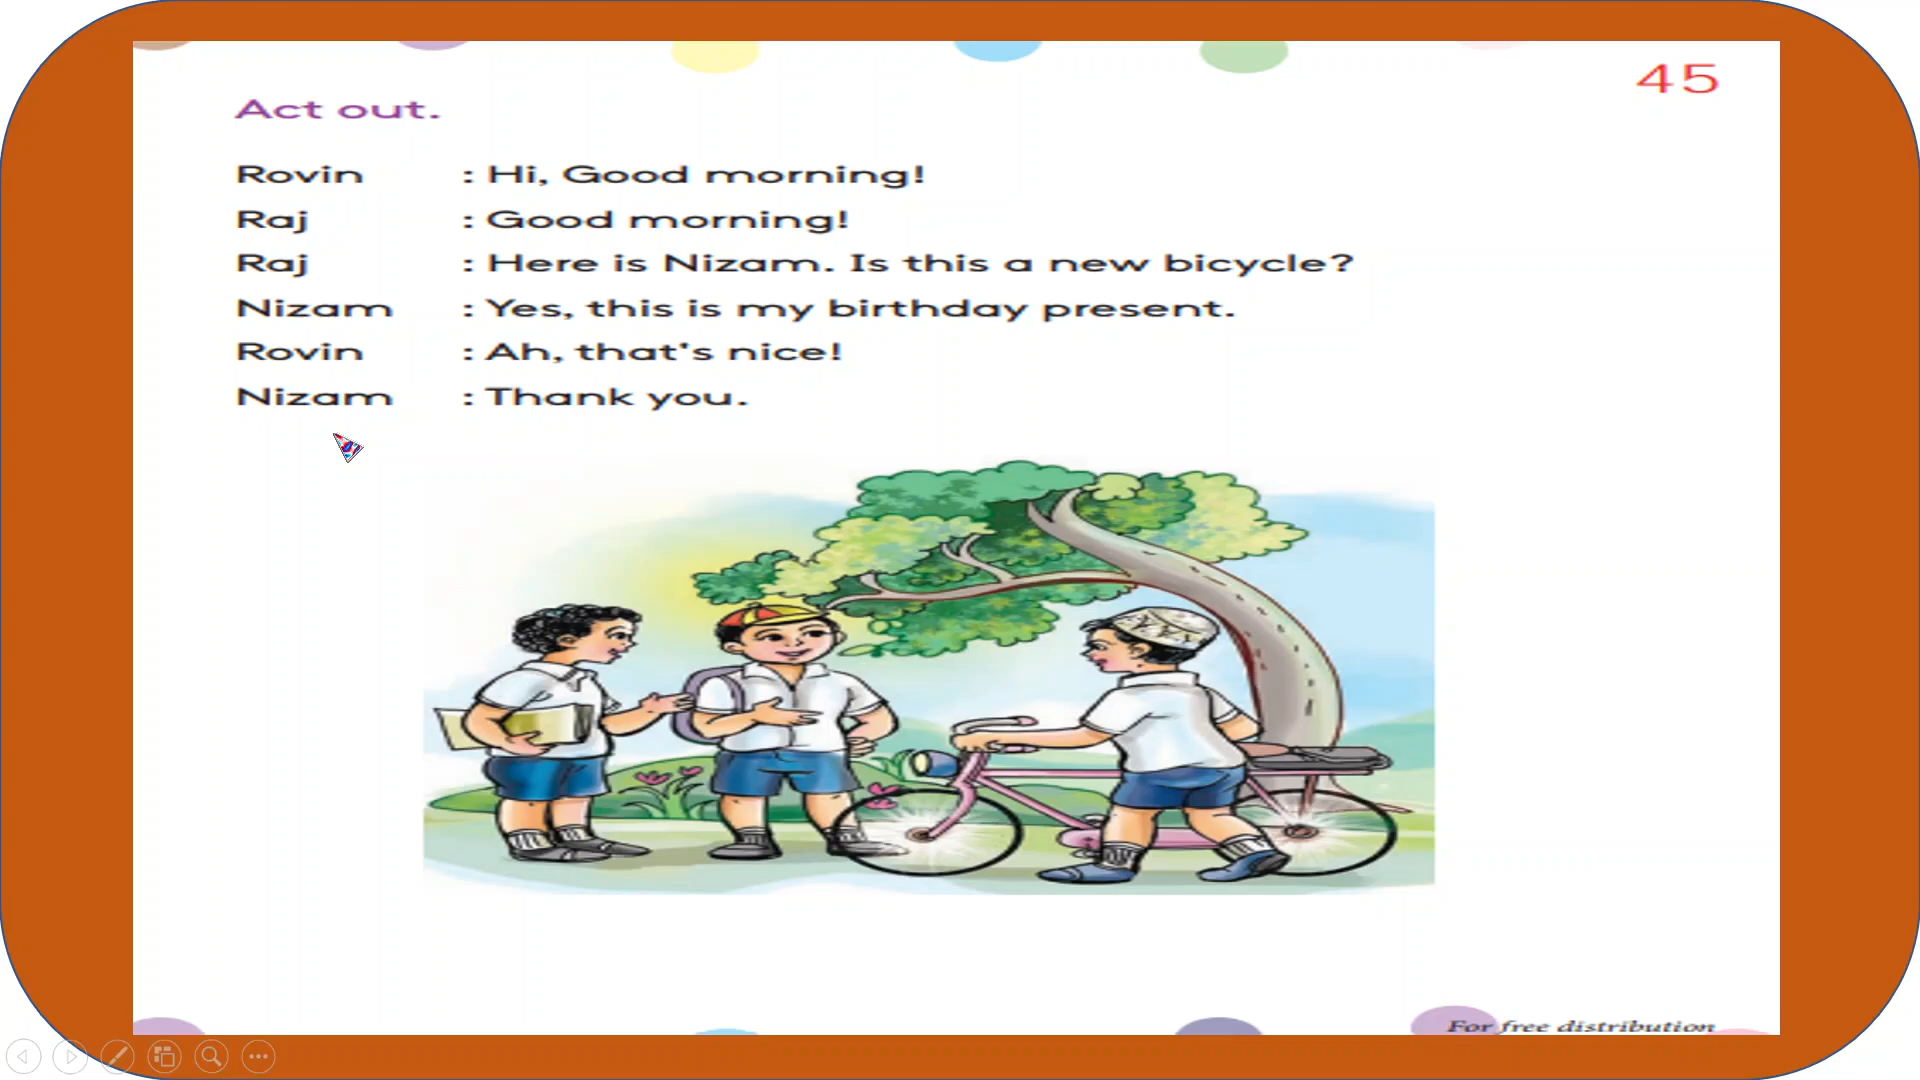 45
Act out.
Rovin : Hi, Good morning!
Raj : Good morning!
Raj : Here is Nizam. Is this a new bicycle?
Nizam : Yes, this is my birthday present.
Rovin : Ah, that's nice!
Nizam : Thank you.
For free distribution